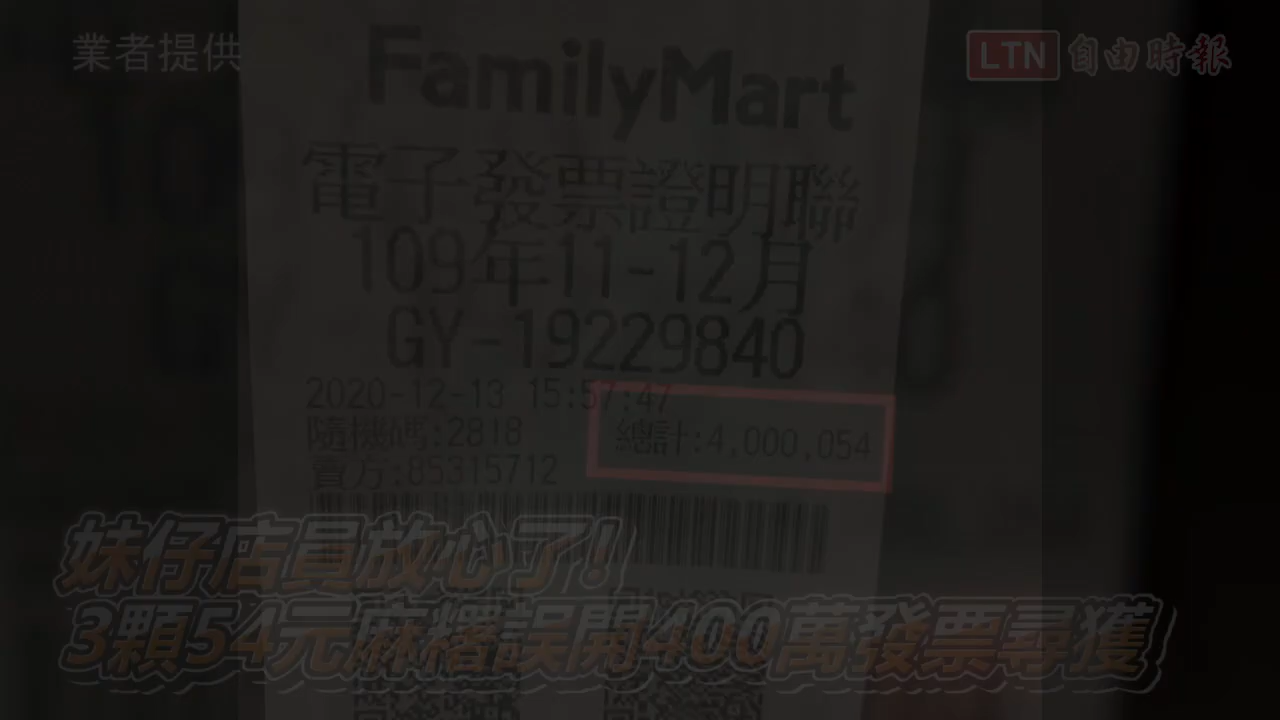 業者提供
LTN 自由時報
FamilyMart
電子發票證明聯
109年11-12月
GY-19229840
2020-12-13 15:57:47
隨機碼:2818 總計:4,000,054
賣方:85315712
妹仔店員放心了!
3顆54元麻糬誤開400萬發票尋獲!